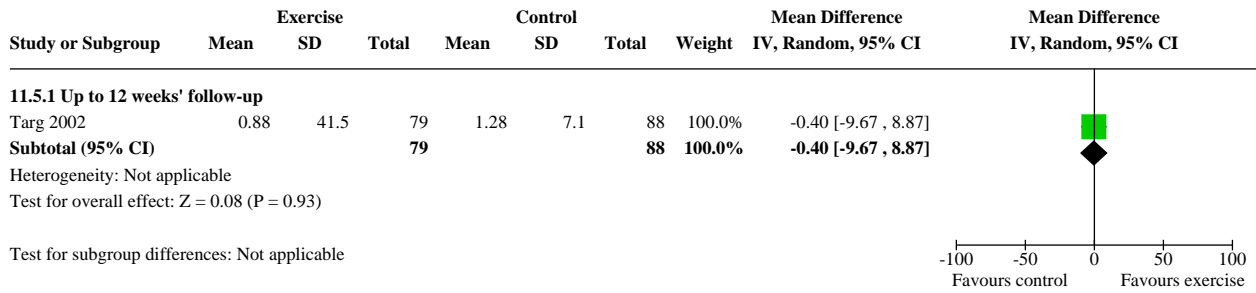 Exercise Control Mean Difference Mean Difference
Study or Subgroup Mean SD Total Mean SD Total Weight IV, Random, 95% CI IV, Random, 95% CI
11.5.1 Up to 12 weeks' follow-up
Targ 2002 0.88 41.5 79 1.28 7.1 88 100.0% -0.40 [-9.67 , 8.87]
Subtotal (95% CI) 79 88 100.0% -0.40 [-9.67 , 8.87]
Heterogeneity: Not applicable
Test for overall effect: Z = 0.08 (P = 0.93)
Test for subgroup differences: Not applicable
-100 -50 0 50 100
Favours control Favours exercise